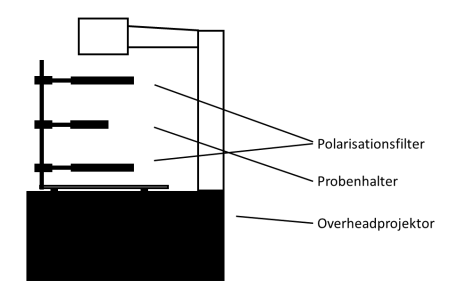 Polarisationsfilter
Probenhalter
Overheadprojektor